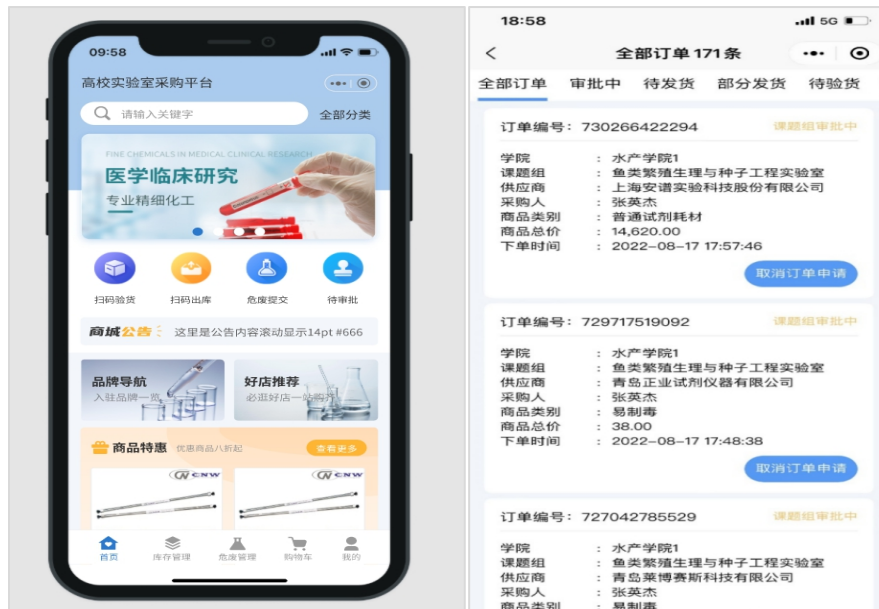 09:58
高校实验室采购平台
请输入关键字
全部分类
FINE CHEMICALS IN MEDICAL CLINICAL RESEARCH
医学临床研究
专业精细化工
扫码验货
扫码出库
危废提交
待审批
商城公告：
这里是公告内容滚动显示14pt #666
品牌导航
入驻品牌一览
好店推荐
必逛好店一站购齐
商品特惠
优惠商品八折起
查看更多
CNW
CNW
首页
库存管理
危废管理
购物车
我的
18:58
5G
全部订单 171 条
全部订单
审批中
待发货
部分发货
待验货
订单编号：730266422294
课题组审批中
学院 ： 水产学院1
课题组 ： 鱼类繁殖生理与种子工程实验室
供应商 ： 上海安谱实验科技股份有限公司
采购人 ： 张英杰
商品类别 ： 普通试剂耗材
商品总价 ： 14,620.00
下单时间 ： 2022-08-17 17:57:46
取消订单申请
订单编号：729717519092
课题组审批中
学院 ： 水产学院1
课题组 ： 鱼类繁殖生理与种子工程实验室
供应商 ： 青岛正业试剂仪器有限公司
采购人 ： 张英杰
商品类别 ： 易制毒
商品总价 ： 38.00
下单时间 ： 2022-08-17 17:48:38
取消订单申请
订单编号：727042785529
课题组审批中
学院 ： 水产学院1
课题组 ： 鱼类繁殖生理与种子工程实验室
供应商 ： 青岛莱博赛斯科技有限公司
采购人 ： 张英杰
商品类别 ： 易制毒